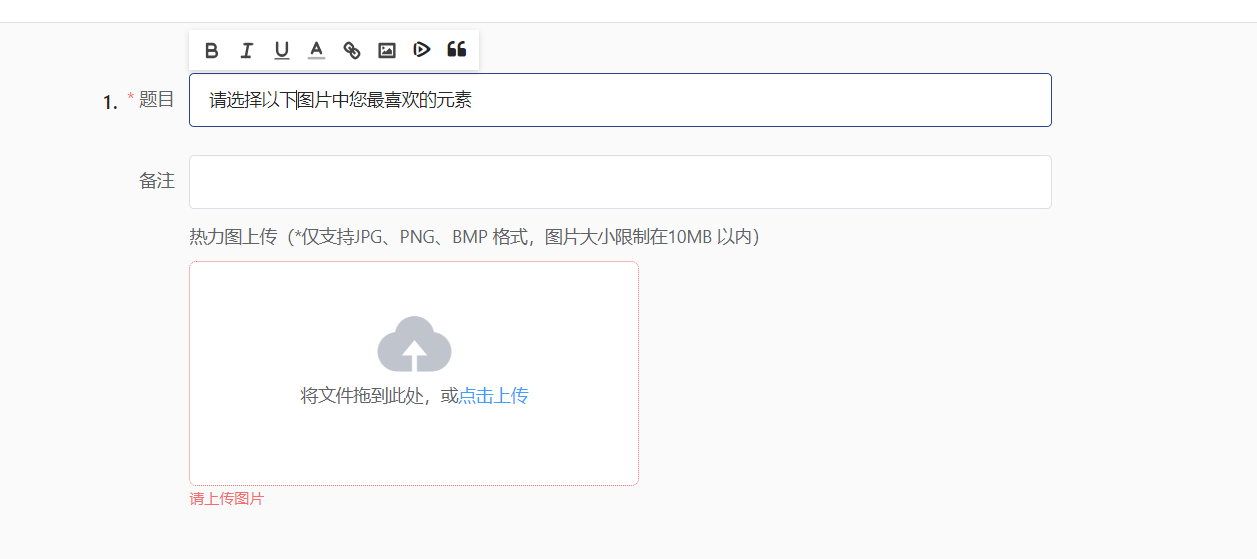 B I U A
1. * 题目 请选择以下图片中您最喜欢的元素
备注
热力图上传（*仅支持JPG、PNG、BMP 格式，图片大小限制在10MB 以内）
将文件拖到此处，或点击上传
请上传图片